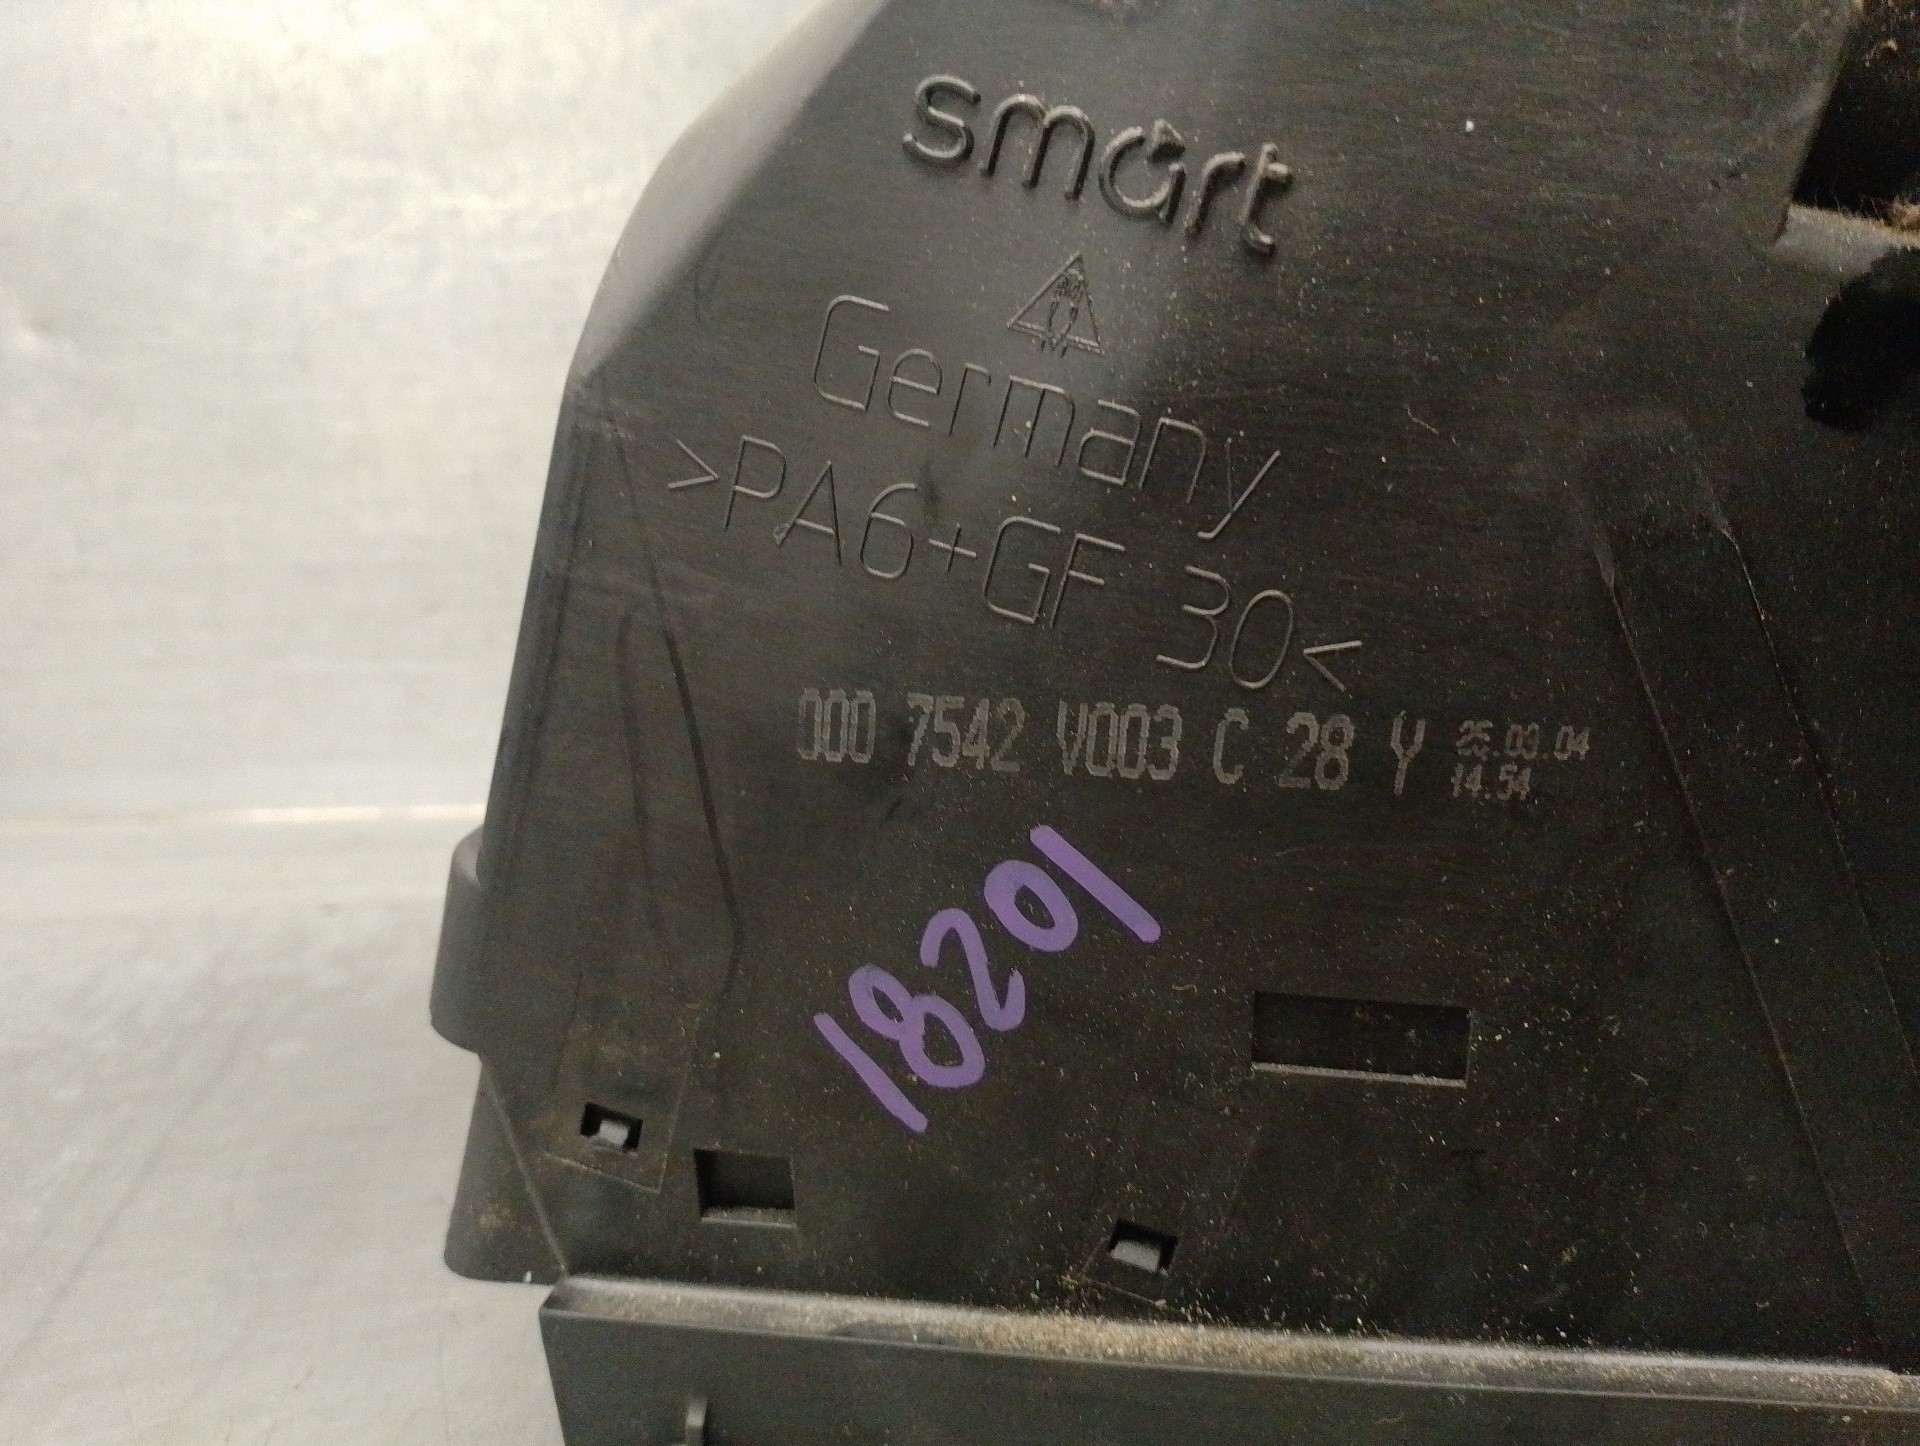 smart
Germany
>PA6+GF 30<
000 7542 V003 C 28 Y 25.03.04
14.54
18201